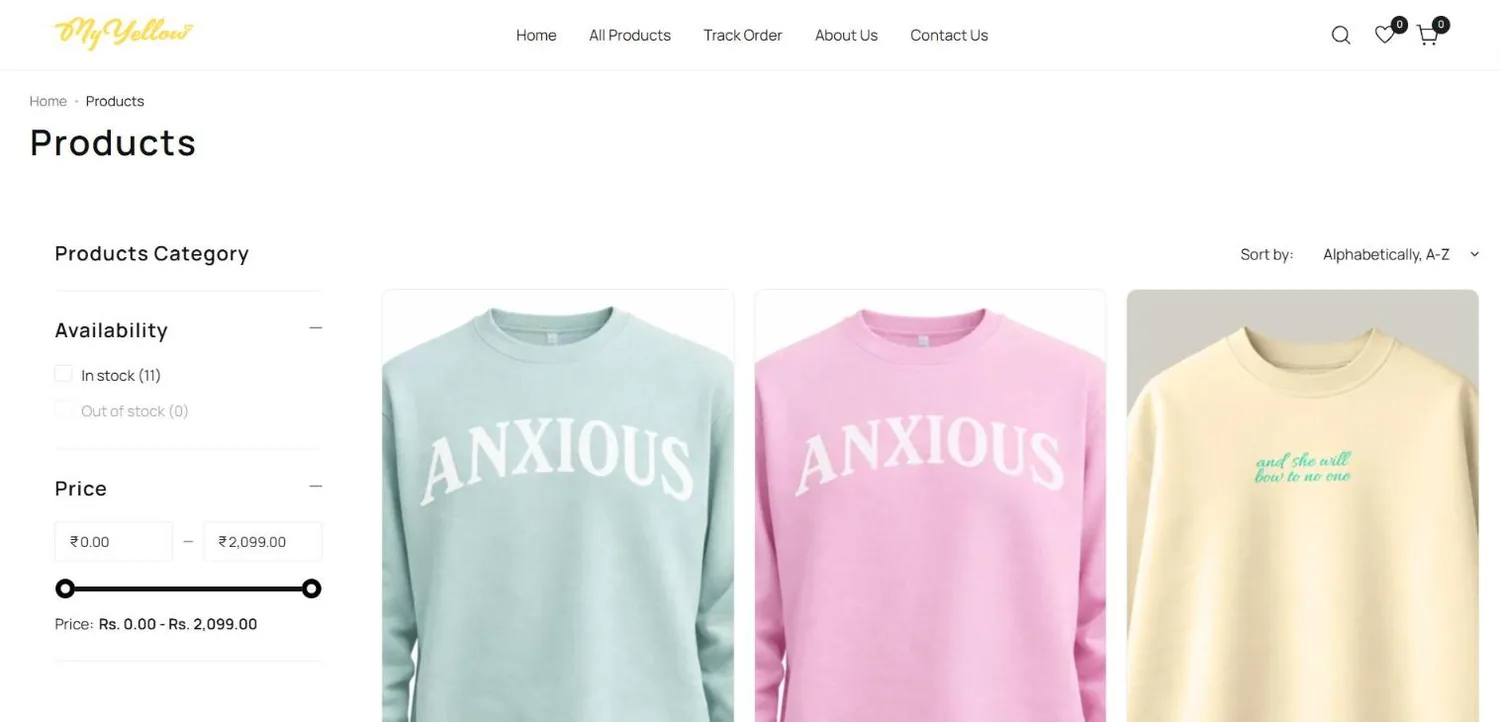 MyYellow
Home
All Products
Track Order
About Us
Contact Us
0
0
Home - Products
Products
Products Category
Sort by: Alphabetically, A-Z
Availability
In stock (11)
Out of stock (0)
Price
₹ 0.00 – ₹ 2,099.00
Price: Rs. 0.00 - Rs. 2,099.00
ANXIOUS
ANXIOUS
and she will
bow to no one